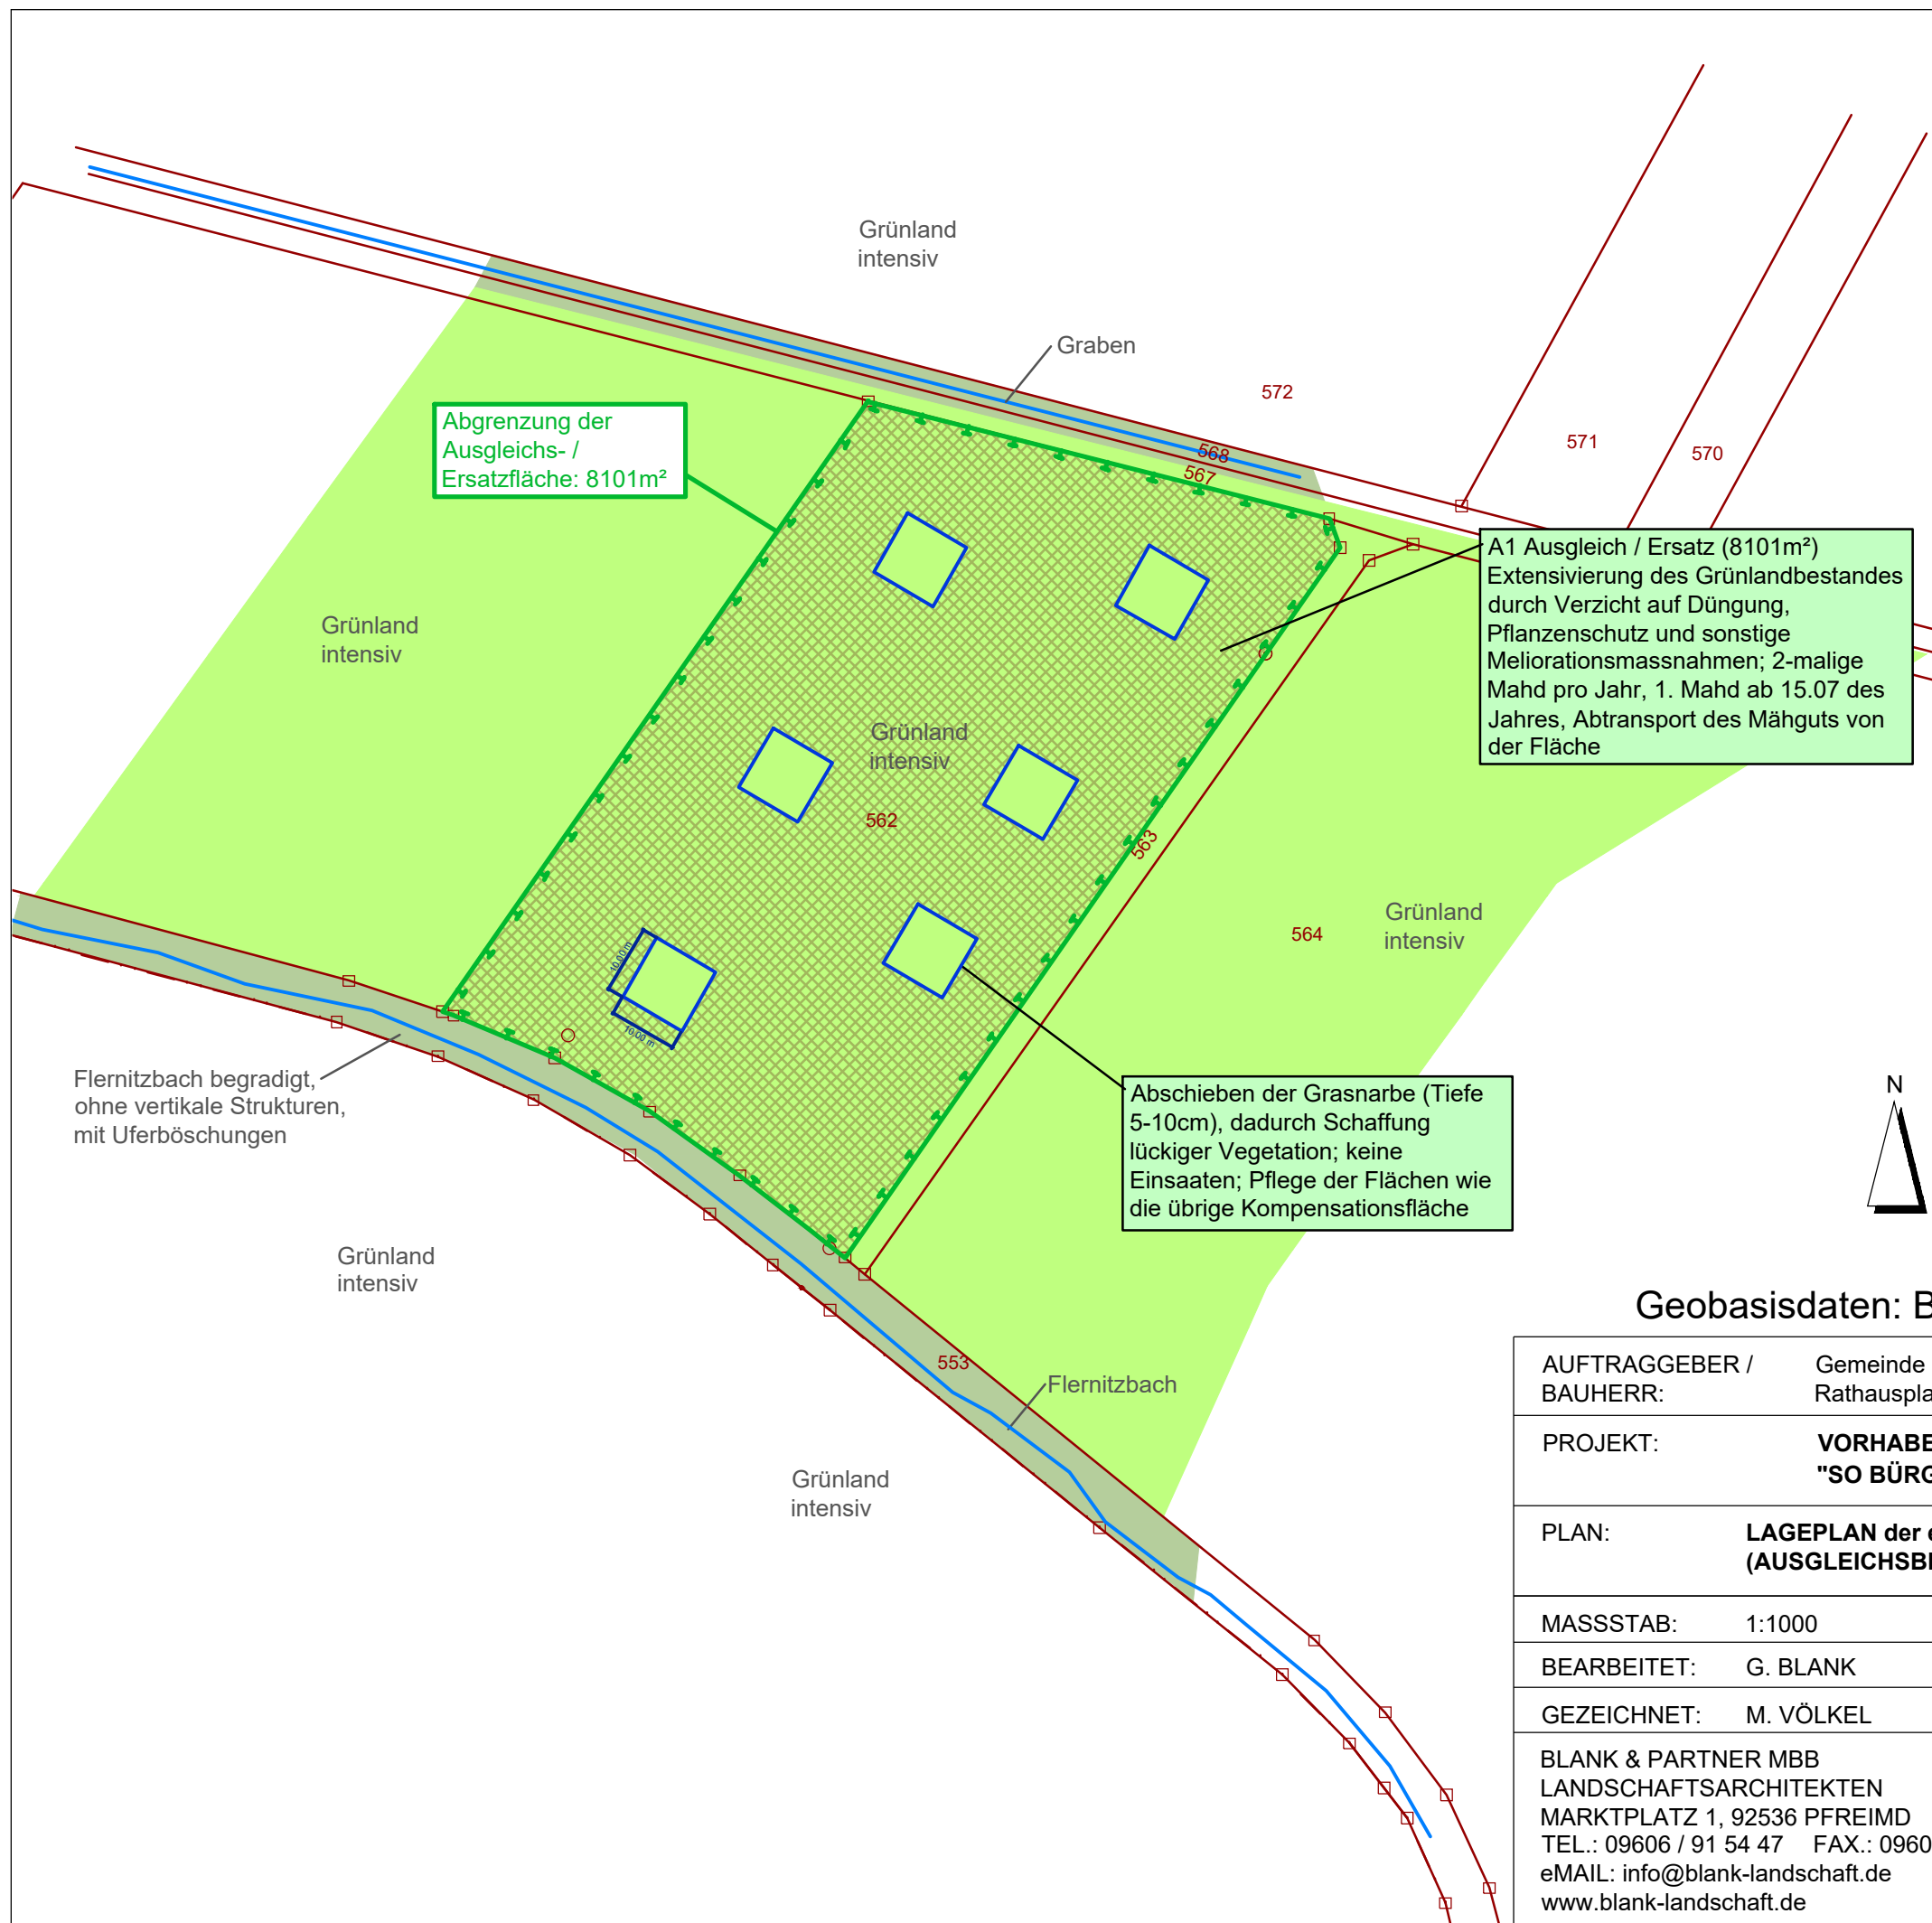 Grünland
intensiv
Graben
572
571
570
568
567
Abgrenzung der
Ausgleichs- /
Ersatzfläche: 8101m²
A1 Ausgleich / Ersatz (8101m²)
Extensivierung des Grünlandbestandes
durch Verzicht auf Düngung,
Pflanzenschutz und sonstige
Meliorationsmassnahmen; 2-malige
Mahd pro Jahr, 1. Mahd ab 15.07 des
Jahres, Abtransport des Mähguts von
der Fläche
Grünland
intensiv
Grünland
intensiv
562
563
564
Grünland
intensiv
10.00 m
10.00 m
Flernitzbach begradigt,
ohne vertikale Strukturen,
mit Uferböschungen
Abschieben der Grasnarbe (Tiefe
5-10cm), dadurch Schaffung
lückiger Vegetation; keine
Einsaaten; Pflege der Flächen wie
die übrige Kompensationsfläche
N
Grünland
intensiv
553
Flernitzbach
Grünland
intensiv
Geobasisdaten: B
AUFTRAGGEBER / Gemeinde
BAUHERR: Rathauspla
PROJEKT: VORHABE
"SO BÜRG
PLAN: LAGEPLAN der
(AUSGLEICHSB
MASSSTAB: 1:1000
BEARBEITET: G. BLANK
GEZEICHNET: M. VÖLKEL
BLANK & PARTNER MBB
LANDSCHAFTSARCHITEKTEN
MARKTPLATZ 1, 92536 PFREIMD
TEL.: 09606 / 91 54 47 FAX.: 0960
eMAIL: info@blank-landschaft.de
www.blank-landschaft.de